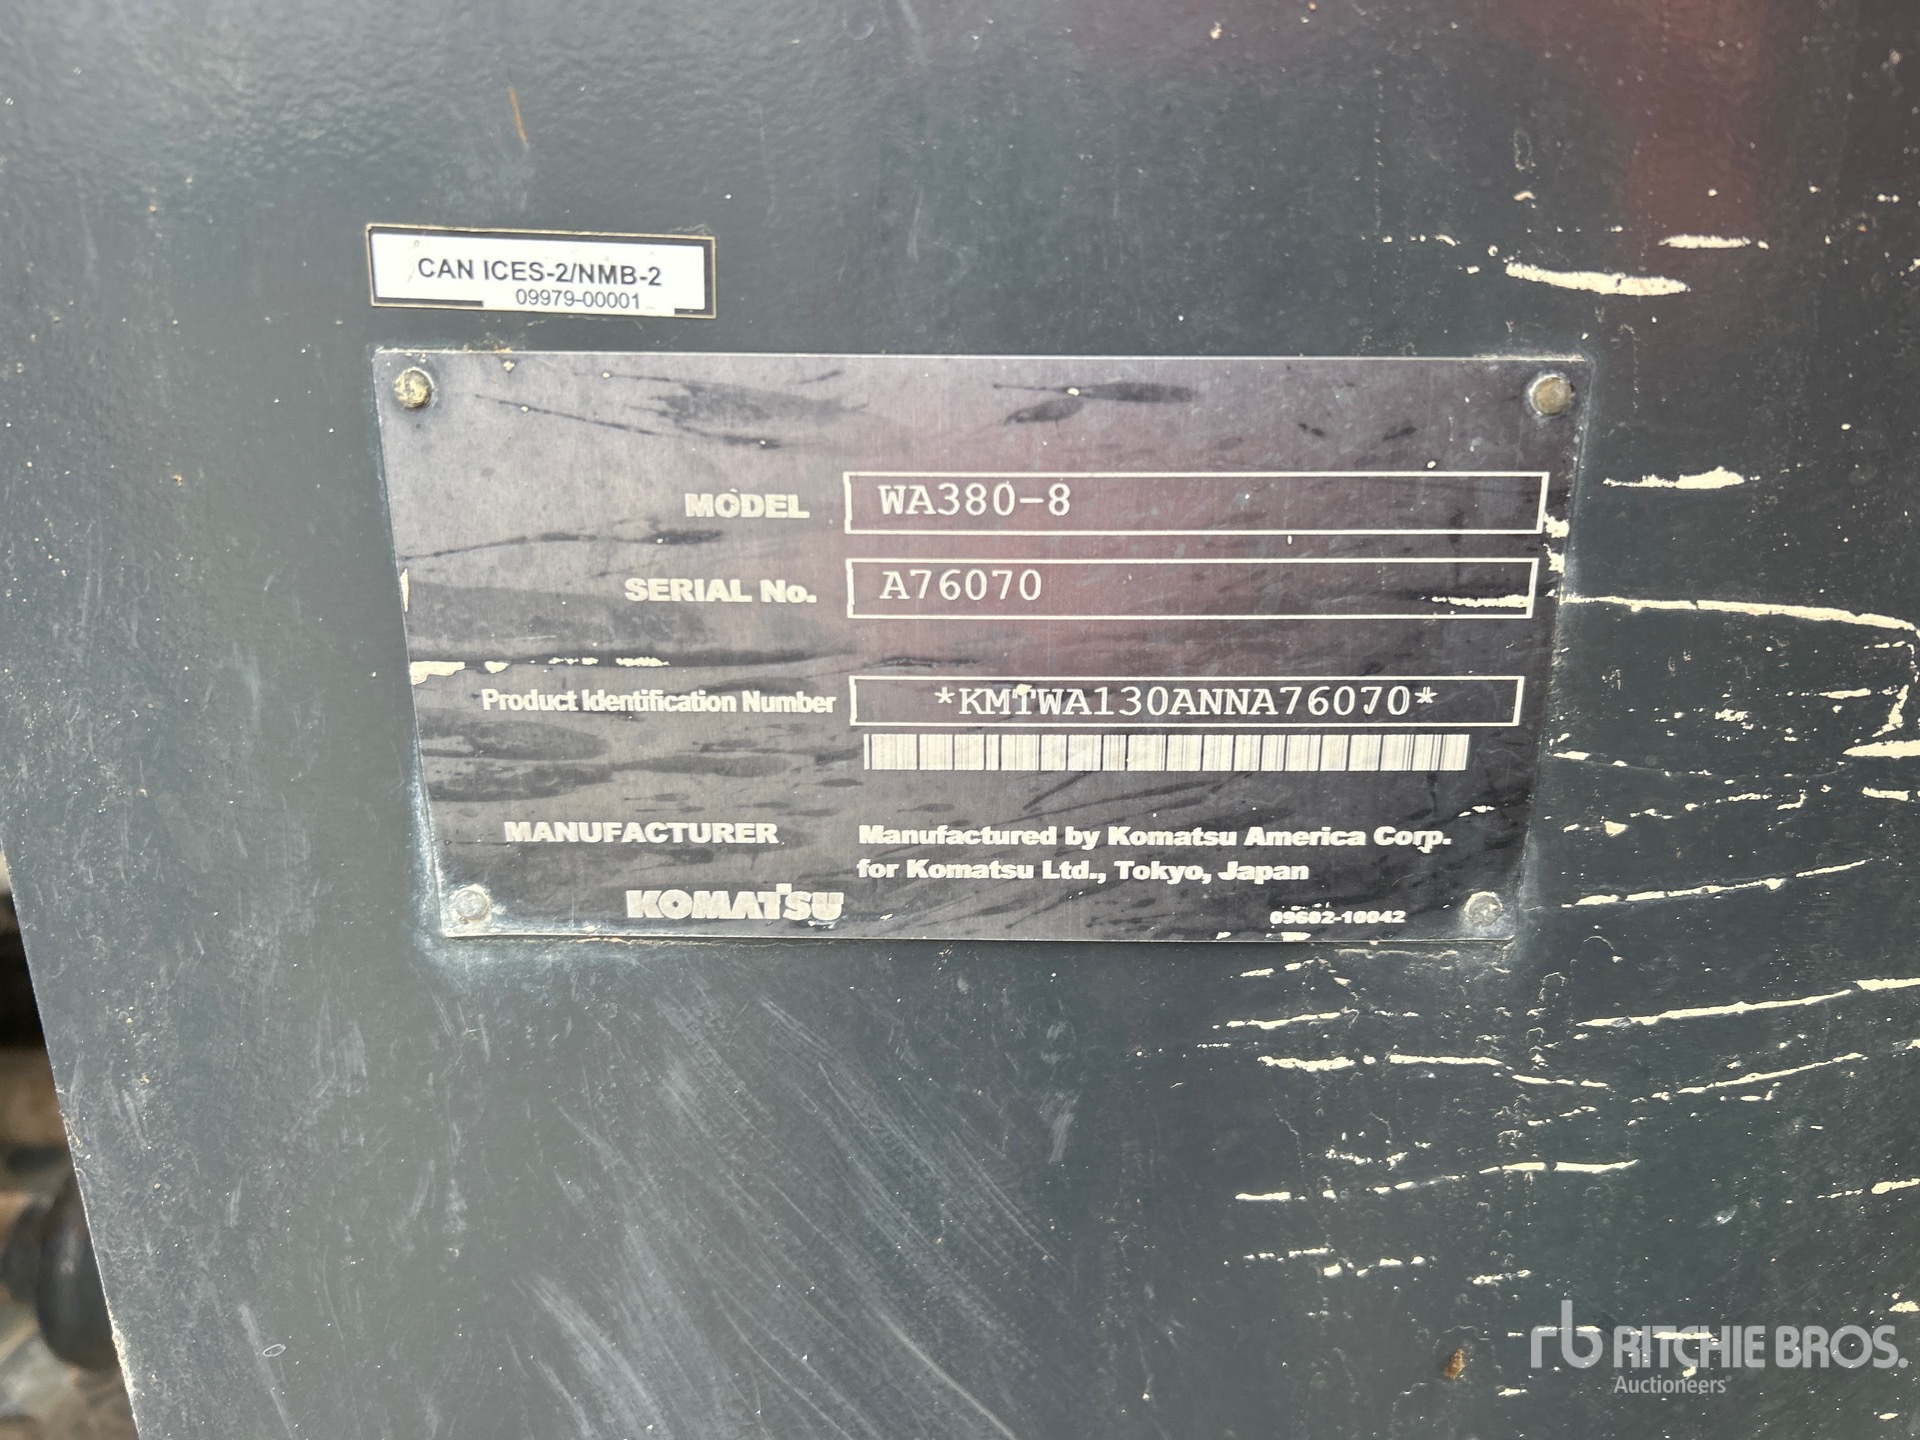 CAN ICES-2/NMB-2
09979-00001
MODEL WA380-8
SERIAL No. A76070
Product Identification Number *KMTWA130ANNA76070*
MANUFACTURER Manufactured by Komatsu America Corp.
for Komatsu Ltd., Tokyo, Japan
KOMATSU
09602-10042
rb RITCHIE BROS.
Auctioneers